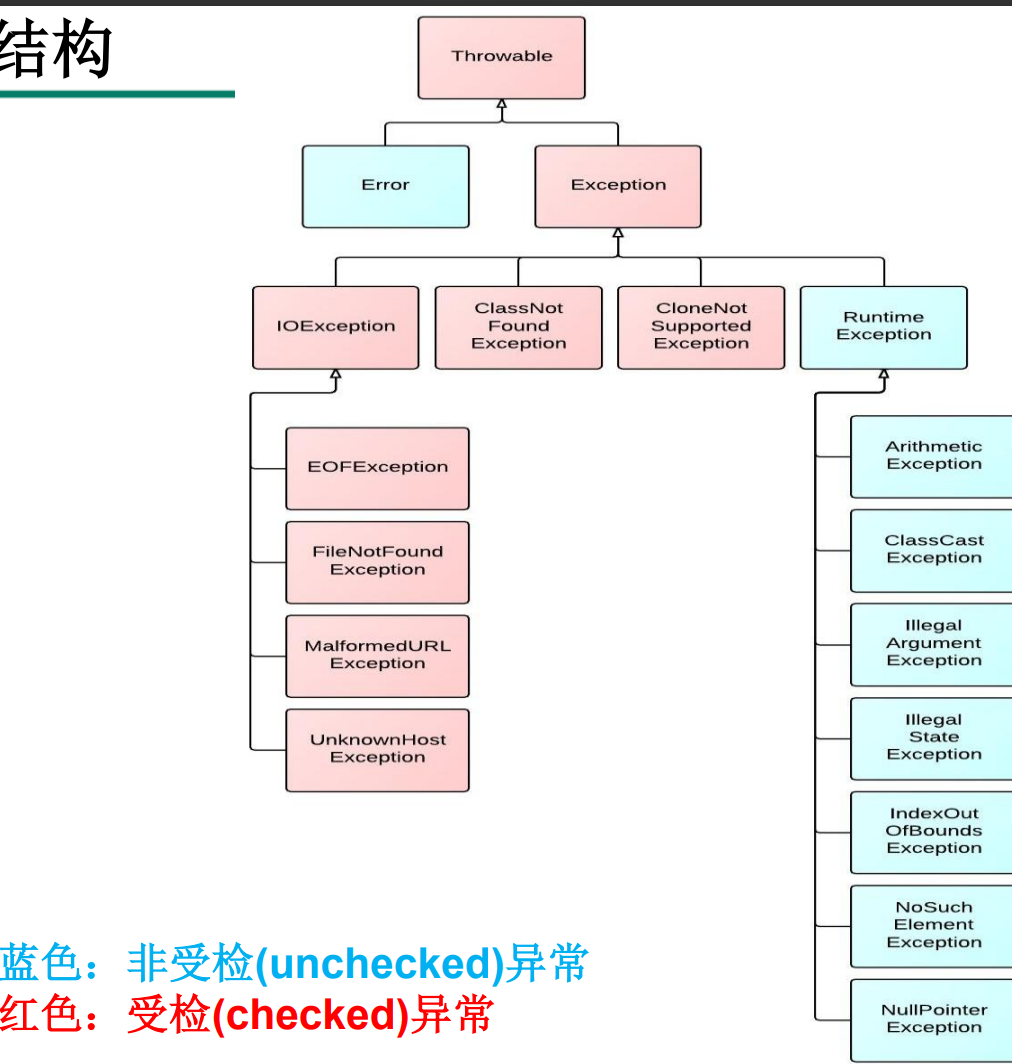 结构
Throwable
Error
Exception
IOException
ClassNot
Found
Exception
CloneNot
Supported
Exception
Runtime
Exception
EOFException
FileNotFound
Exception
MalformedURL
Exception
UnknownHost
Exception
Arithmetic
Exception
ClassCast
Exception
Illegal
Argument
Exception
Illegal
State
Exception
IndexOut
OfBounds
Exception
NoSuch
Element
Exception
NullPointer
Exception
蓝色：非受检(unchecked)异常
红色：受检(checked)异常